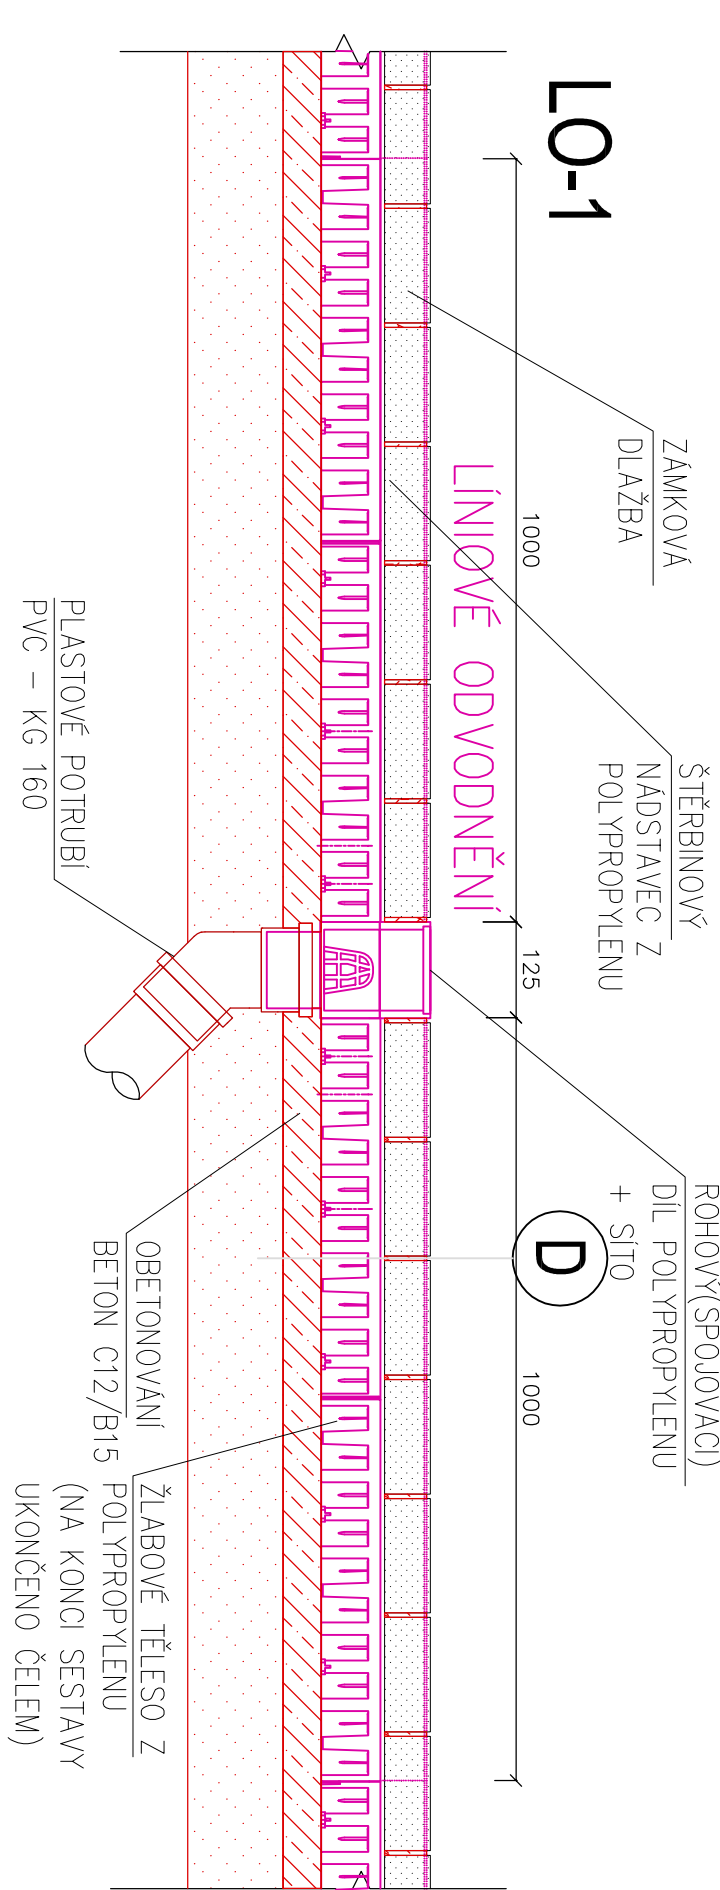 LO-1
ZÁMKOVÁ
DLAŽBA
1000
LÍNIOVÉ ODVODNĚNÍ
ŠTĚRBINOVÝ
NÁDSTAVEC Z
POLYPROPYLENU
125
ROHOVÝ(SPOJOVACÍ)
DÍL POLYPROPYLENU
+ SÍTO
D
1000
PLASTOVÉ POTRUBÍ
PVC – KG 160
OBETONOVÁNÍ
BETON C12/B15
ŽLABOVÉ TĚLESO Z
POLYPROPYLENU
(NA KONCI SESTAVY
UKONČENO ČELEM)